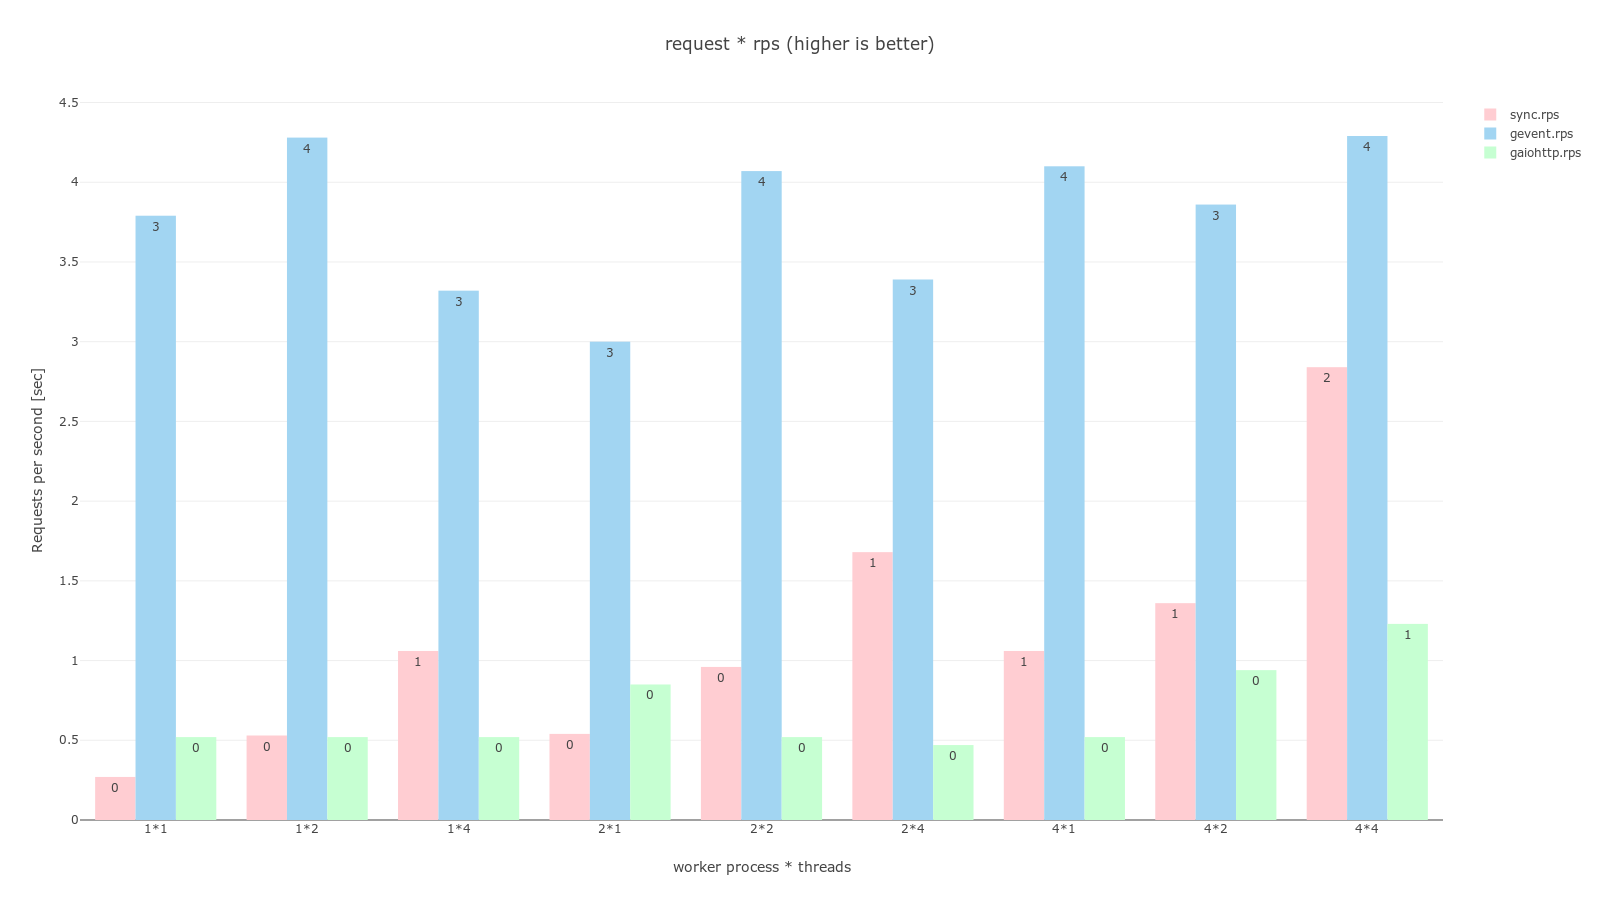 request * rps (higher is better)
sync.rps
gevent.rps
gaiohttp.rps
Requests per second [sec]
4.5
4
3.5
3
2.5
2
1.5
1
0.5
0
0 3 0
0 4 0
1 3 0
0 3 0
0 4 0
1 3 0
1 4 0
1 3 0
2 4 1
1*1 1*2 1*4 2*1 2*2 2*4 4*1 4*2 4*4
worker process * threads